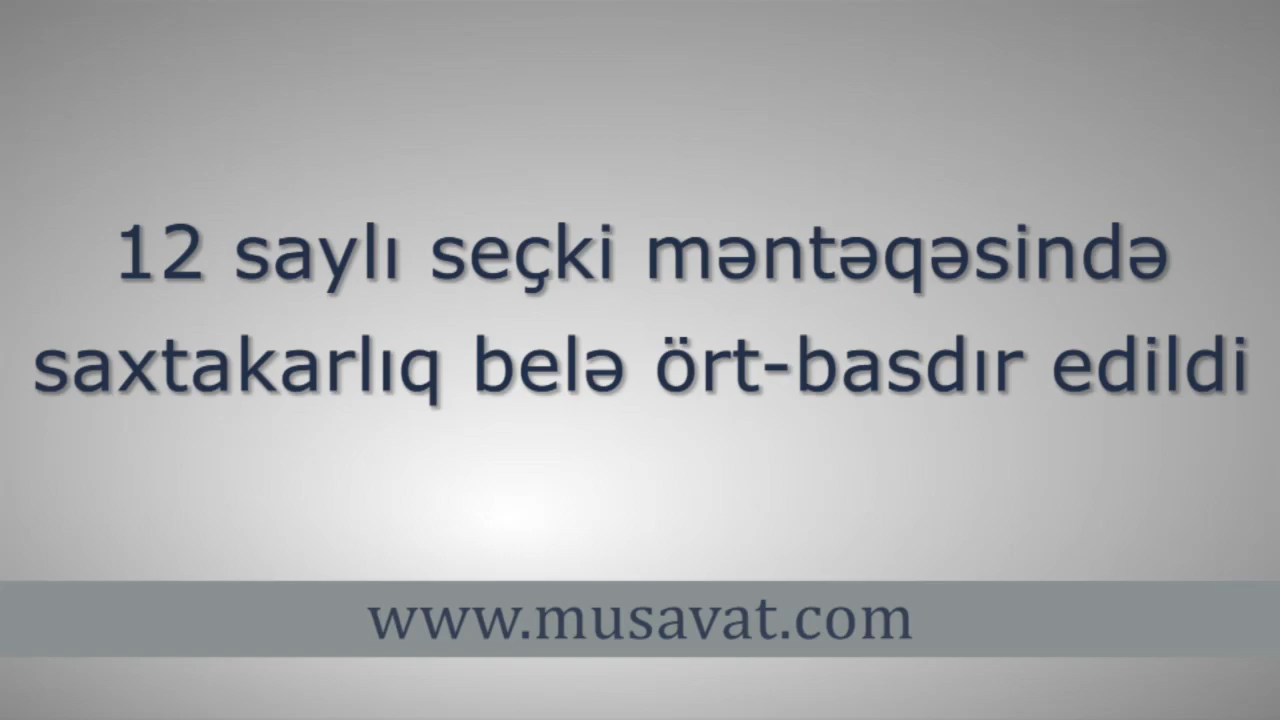 12 saylı seçki məntəqəsində
saxtakarlıq belə ört-basdır edildi
www.musavat.com